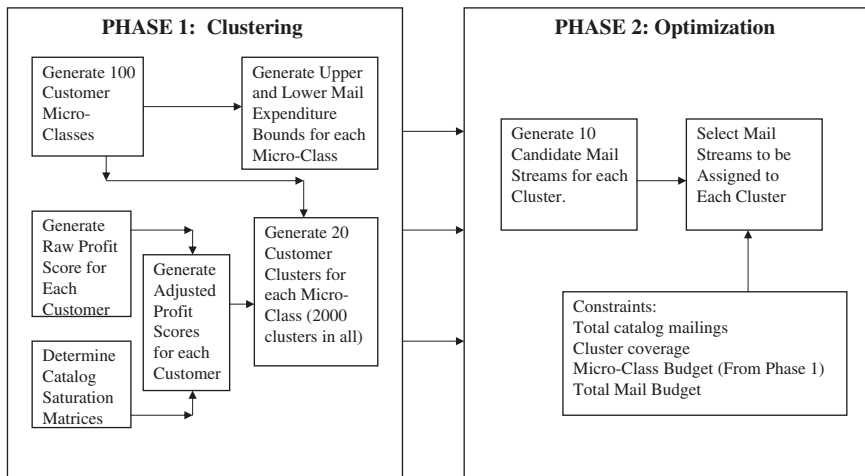 PHASE 1: Clustering
Generate 100
Customer
Micro-
Classes
Generate Upper
and Lower Mail
Expenditure
Bounds for each
Micro-Class
Generate
Raw Profit
Score for
Each
Customer
Generate
Adjusted
Profit
Scores
for each
Customer
Generate 20
Customer
Clusters for
each Micro-
Class (2000
clusters in all)
Determine
Catalog
Saturation
Matrices
PHASE 2: Optimization
Generate 10
Candidate Mail
Streams for each
Cluster.
Select Mail
Streams to be
Assigned to
Each Cluster
Constraints:
Total catalog mailings
Cluster coverage
Micro-Class Budget (From Phase 1)
Total Mail Budget